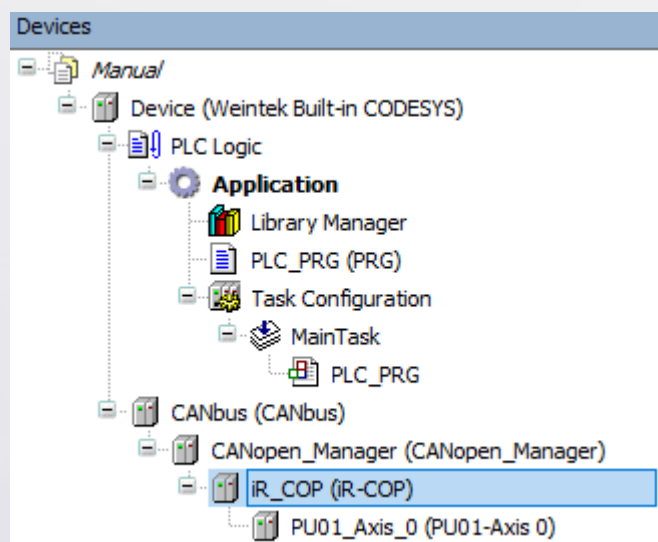 Devices
Manual
Device (Weintek Built-in CODESYS)
PLC Logic
Application
Library Manager
PLC_PRG (PRG)
Task Configuration
MainTask
PLC_PRG
CANbus (CANbus)
CANopen_Manager (CANopen_Manager)
iR_COP (iR-COP)
PU01_Axis_0 (PU01-Axis 0)